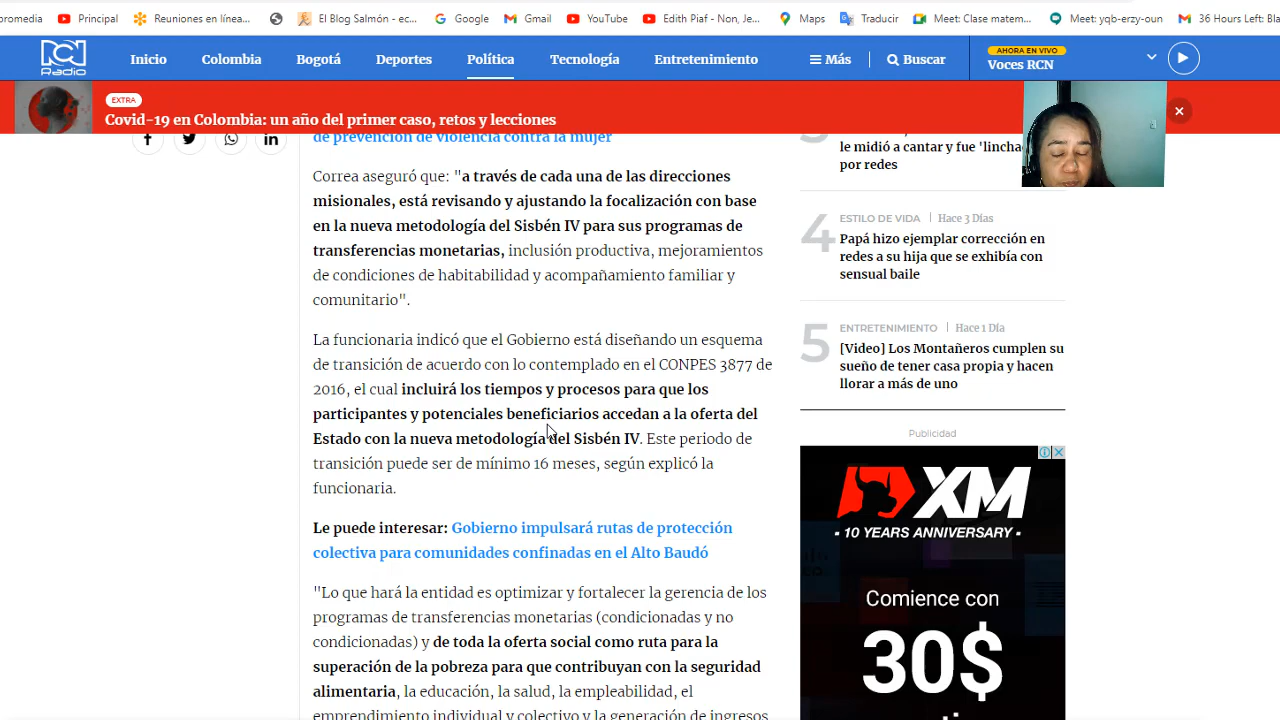 promedia
Principal
Reuniones en línea...
El Blog Salmón - ec...
Google
Gmail
YouTube
Edith Piaf - Non, Je...
Maps
Traducir
Meet: Clase matem...
Meet: yqb-erzy-oun
36 Hours Left: Bla
Radio
Inicio
Colombia
Bogotá
Deportes
Política
Tecnología
Entretenimiento
Más
Buscar
AHORA EN VIVO
Voces RCN
EXTRA
Covid-19 en Colombia: un año del primer caso, retos y lecciones
de prevención de violencia contra la mujer
Correa aseguró que: "a través de cada una de las direcciones
misionales, está revisando y ajustando la focalización con base
en la nueva metodología del Sisbén IV para sus programas de
transferencias monetarias, inclusión productiva, mejoramientos
de condiciones de habitabilidad y acompañamiento familiar y
comunitario".
La funcionaria indicó que el Gobierno está diseñando un esquema
de transición de acuerdo con lo contemplado en el CONPES 3877 de
2016, el cual incluirá los tiempos y procesos para que los
participantes y potenciales beneficiarios accedan a la oferta del
Estado con la nueva metodología del Sisbén IV. Este periodo de
transición puede ser de mínimo 16 meses, según explicó la
funcionaria.
Le puede interesar: Gobierno impulsará rutas de protección
colectiva para comunidades confinadas en el Alto Baudó
"Lo que hará la entidad es optimizar y fortalecer la gerencia de los
programas de transferencias monetarias (condicionadas y no
condicionadas) y de toda la oferta social como ruta para la
superación de la pobreza para que contribuyan con la seguridad
alimentaria, la educación, la salud, la empleabilidad, el
emprendimiento individual y colectivo y la generación de ingresos
le midió a cantar y fue 'lincha
por redes
4
ESTILO DE VIDA | Hace 3 Días
Papá hizo ejemplar corrección en
redes a su hija que se exhibía con
sensual baile
5
ENTRETENIMIENTO | Hace 1 Día
[Video] Los Montañeros cumplen su
sueño de tener casa propia y hacen
llorar a más de uno
Publicidad
XM
- 10 YEARS ANNIVERSARY -
Comience con
30$